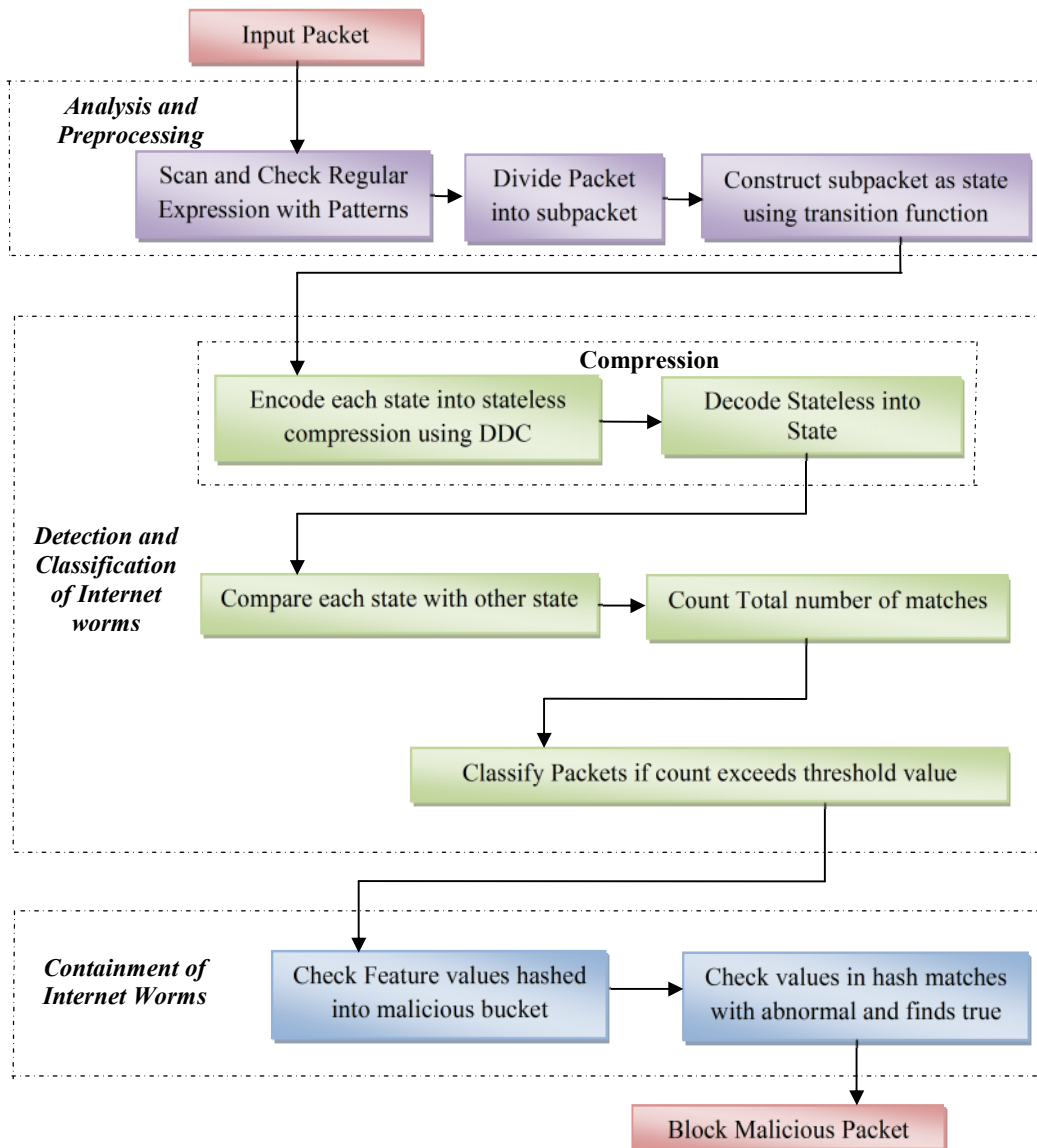 Input Packet
Analysis and
Preprocessing
Scan and Check Regular
Expression with Patterns
Divide Packet
into subpacket
Construct subpacket as state
using transition function
Compression
Encode each state into stateless
compression using DDC
Decode Stateless into
State
Detection and
Classification
of Internet
worms
Compare each state with other state
Count Total number of matches
Classify Packets if count exceeds threshold value
Containment of
Internet Worms
Check Feature values hashed
into malicious bucket
Check values in hash matches
with abnormal and finds true
Block Malicious Packet